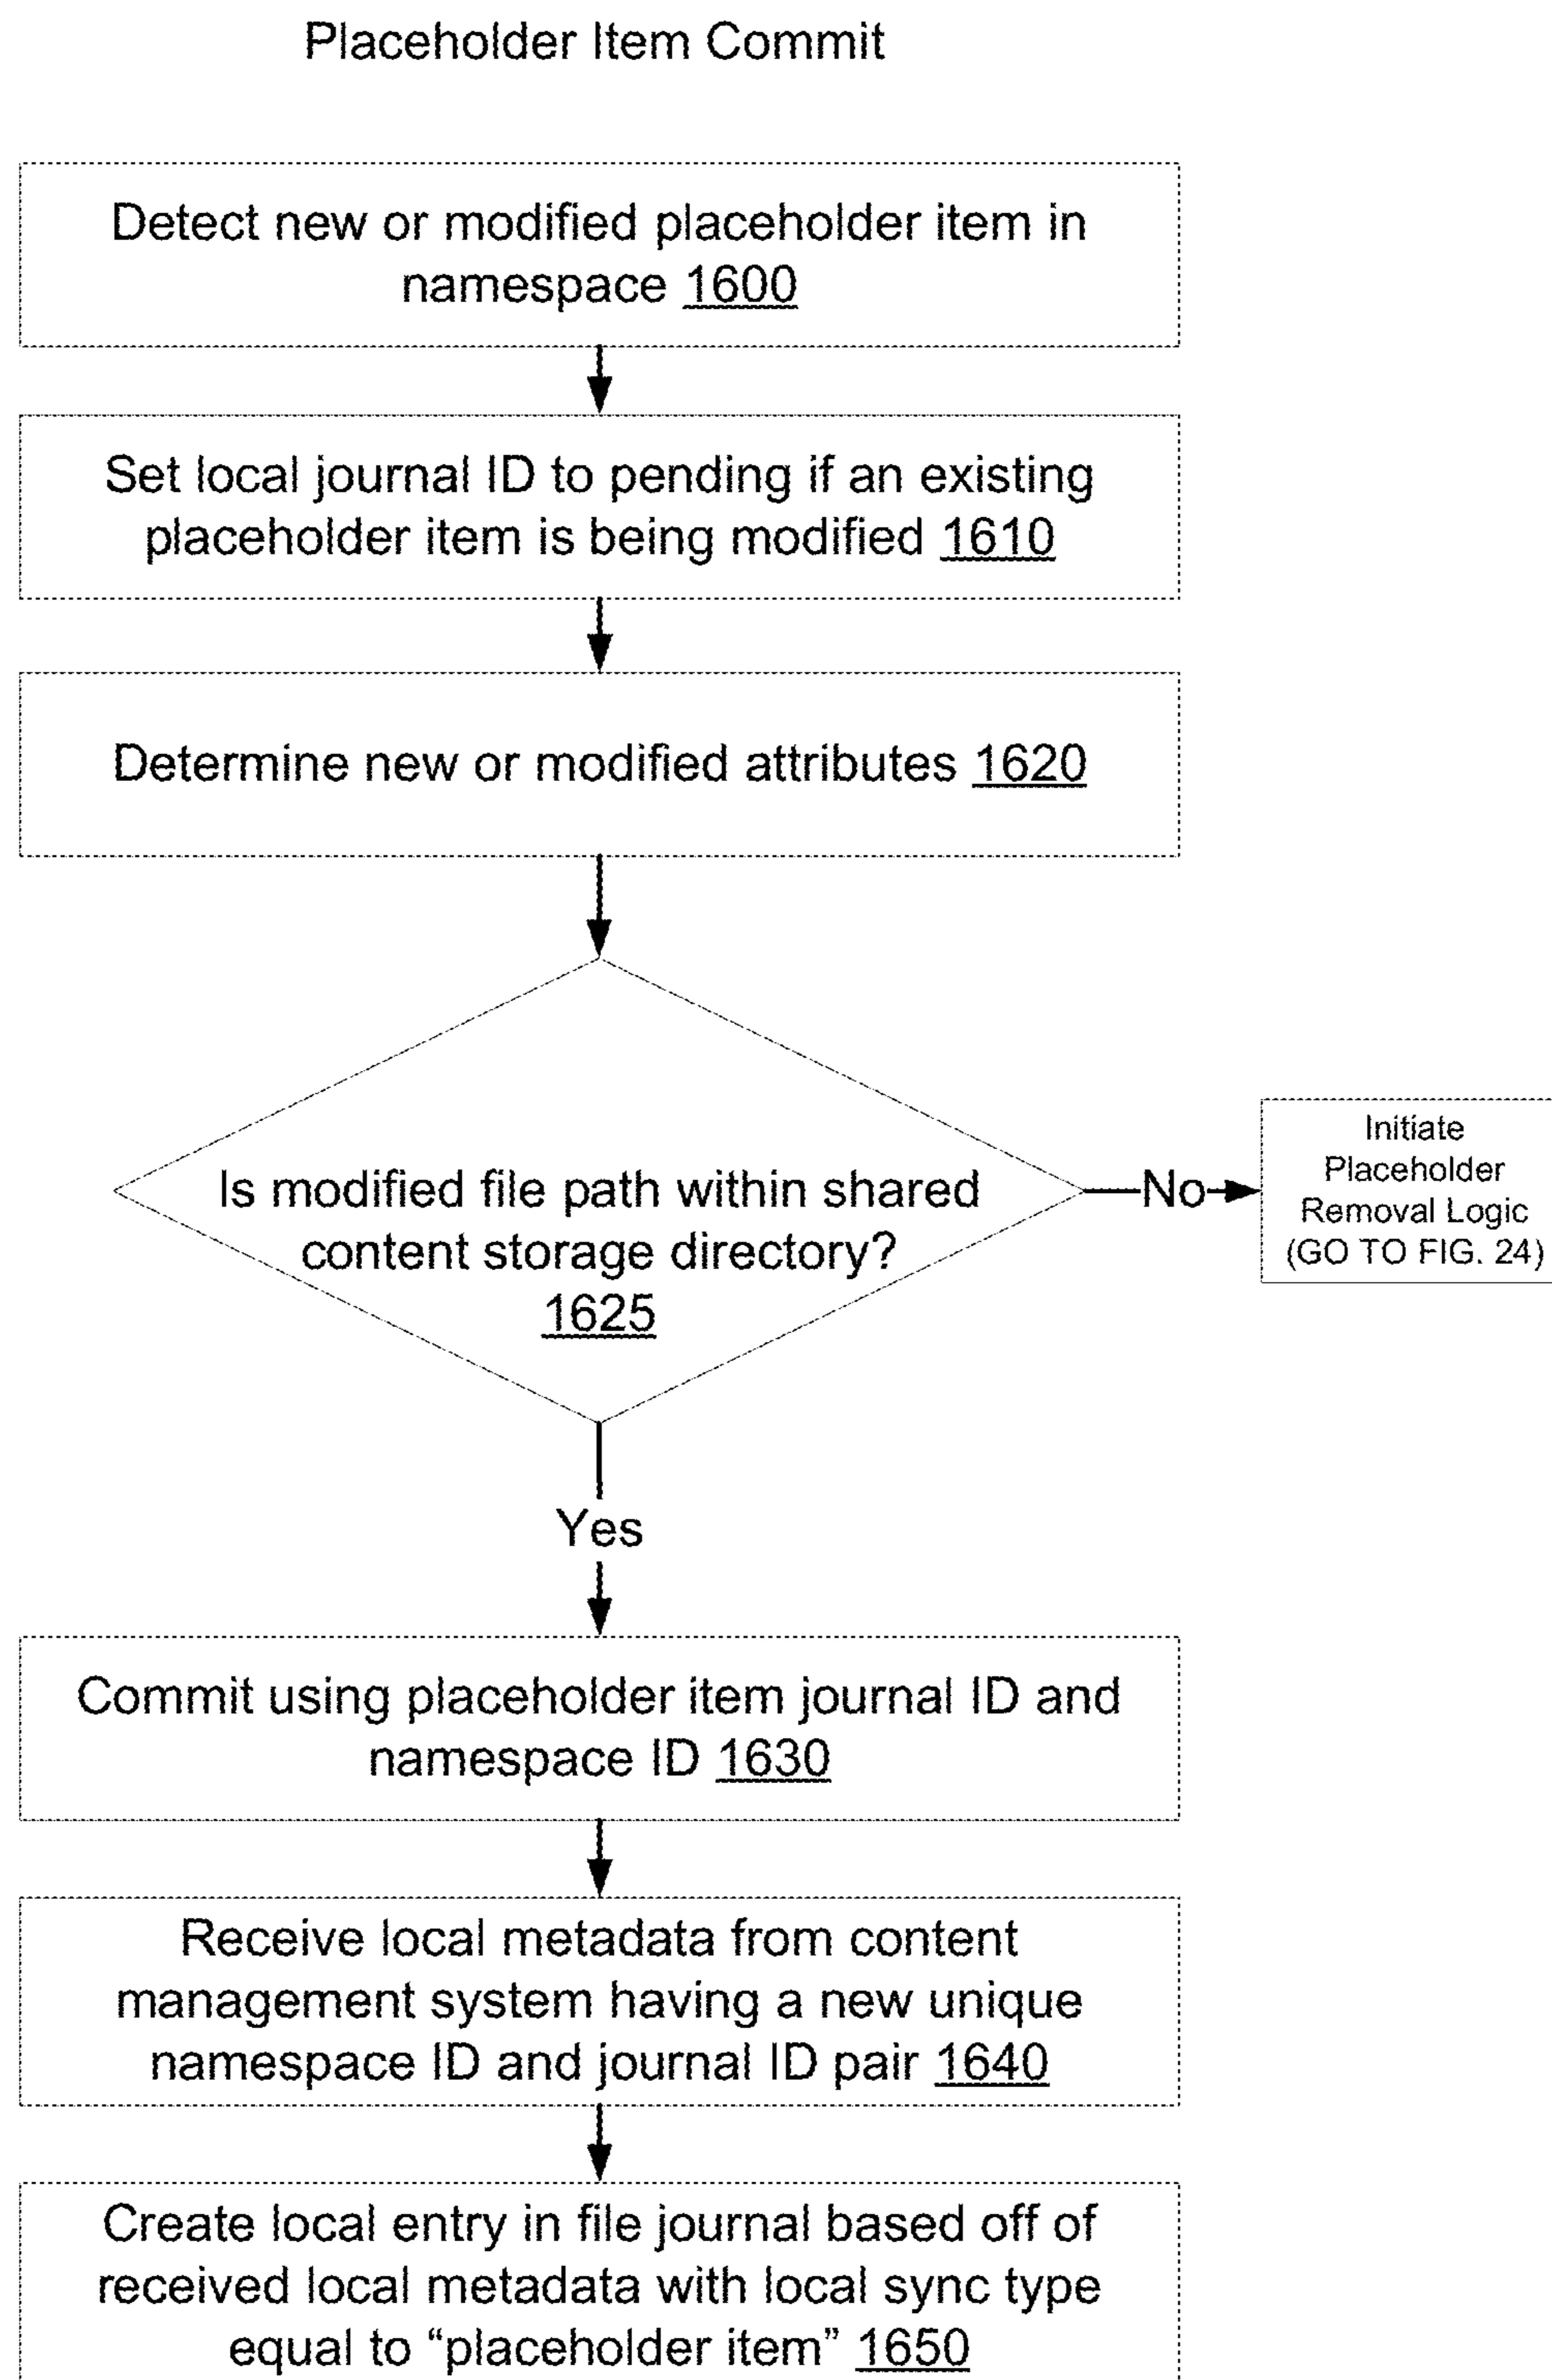 Placeholder Item Commit
Detect new or modified placeholder item in
namespace 1600
Set local journal ID to pending if an existing
placeholder item is being modified 1610
Determine new or modified attributes 1620
Is modified file path within shared
content storage directory?
1625
No
Initiate
Placeholder
Removal Logic
(GO TO FIG. 24)
Yes
Commit using placeholder item journal ID and
namespace ID 1630
Receive local metadata from content
management system having a new unique
namespace ID and journal ID pair 1640
Create local entry in file journal based off of
received local metadata with local sync type
equal to “placeholder item” 1650